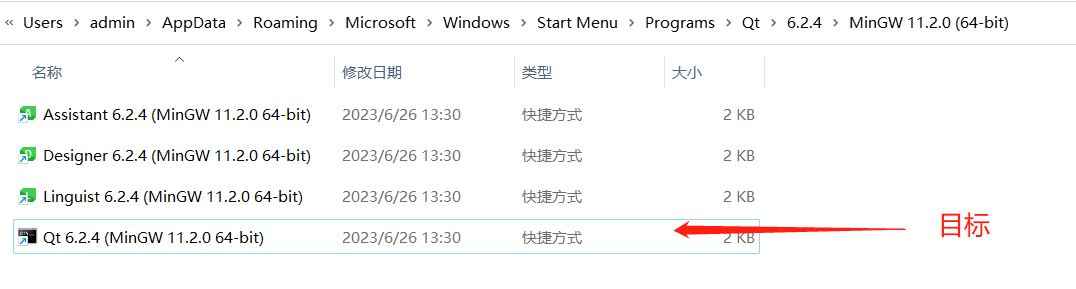 « Users > admin > AppData > Roaming > Microsoft > Windows > Start Menu > Programs > Qt > 6.2.4 > MinGW 11.2.0 (64-bit)
名称 修改日期 类型 大小
Assistant 6.2.4 (MinGW 11.2.0 64-bit) 2023/6/26 13:30 快捷方式 2 KB
Designer 6.2.4 (MinGW 11.2.0 64-bit) 2023/6/26 13:30 快捷方式 2 KB
Linguist 6.2.4 (MinGW 11.2.0 64-bit) 2023/6/26 13:30 快捷方式 2 KB
Qt 6.2.4 (MinGW 11.2.0 64-bit) 2023/6/26 13:30 快捷方式 2 KB 目标